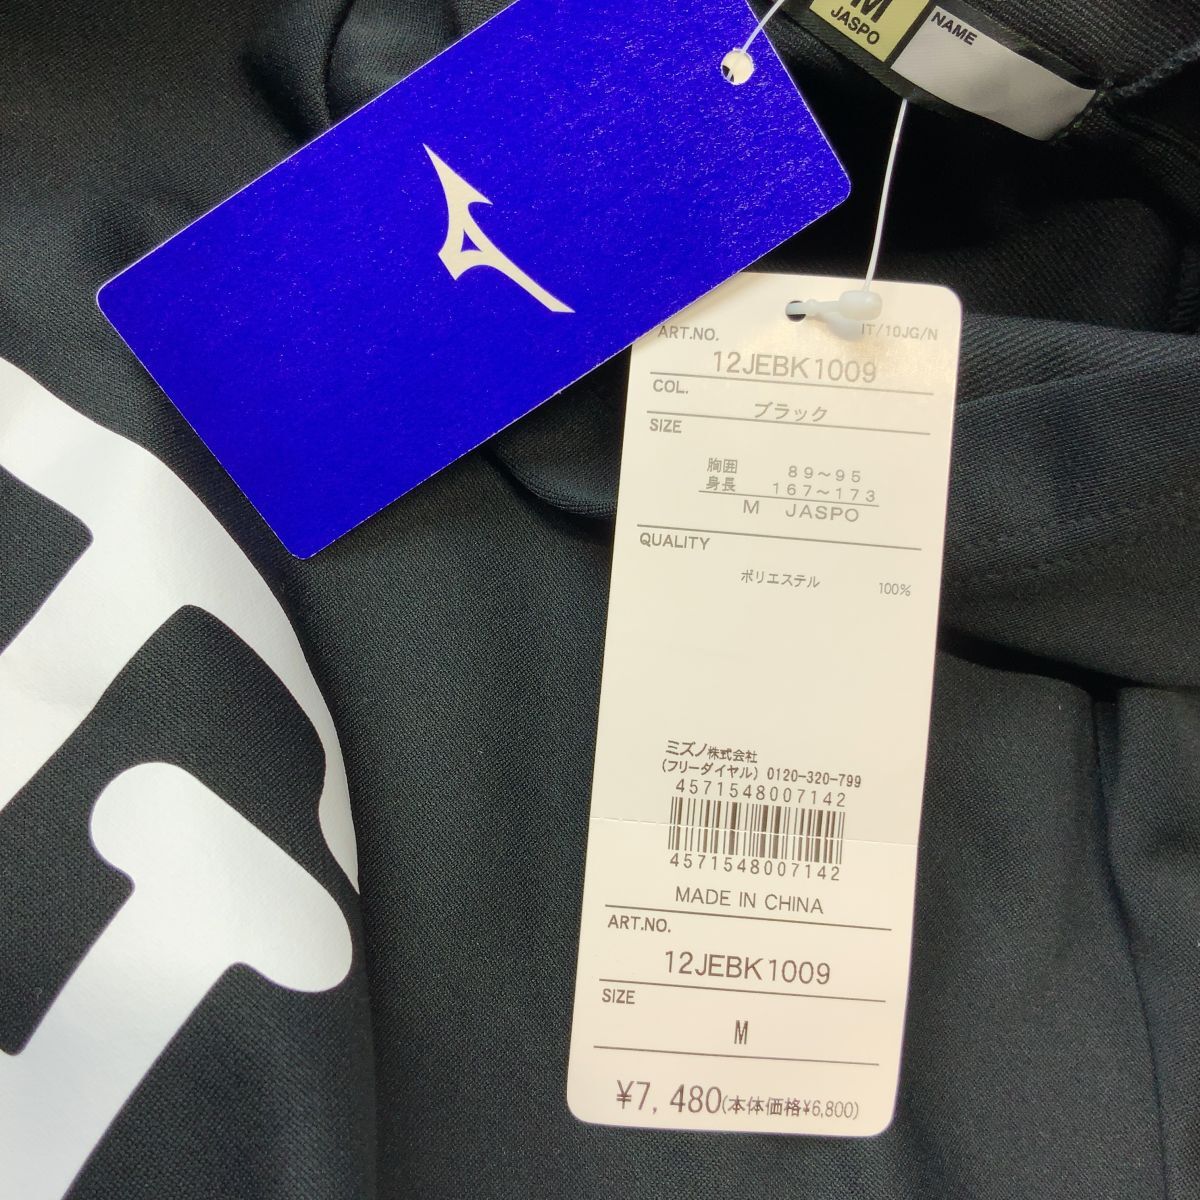 M
JASPO
NAME
ART.NO.
IT/10JG/N
12JEBK1009
COL.
ブラック
SIZE
胸囲 89～95
身長 167～173
M JASPO
QUALITY
ポリエステル 100%
ミズノ株式会社
(フリーダイヤル) 0120-320-799
4571548007142
4571548007142
MADE IN CHINA
ART.NO.
12JEBK1009
SIZE
M
¥7,480(本体価格¥6,800)